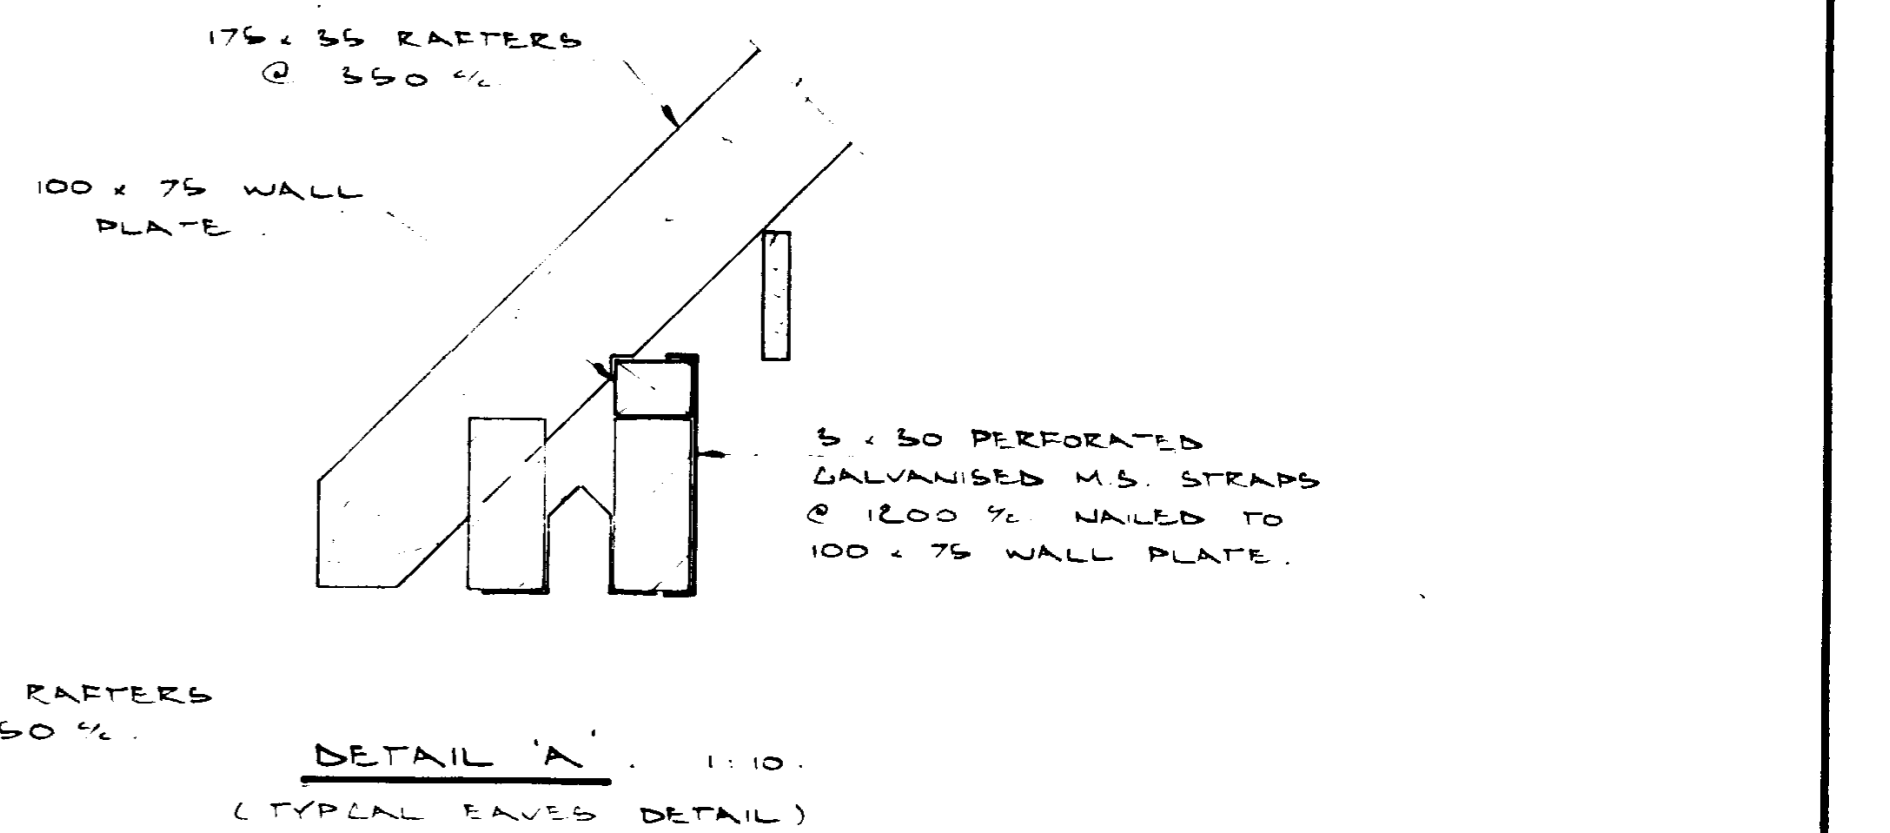 175 x 35 RAFTERS
@ 350 c/c.
100 x 75 WALL
PLATE.
3 x 30 PERFORATED
GALVANISED M.S. STRAPS
@ 1200 c/c. NAILED TO
100 x 75 WALL PLATE.
RAFTERS
50 c/c.
DETAIL 'A'. 1:10.
(TYPCAL EAVES DETAIL)